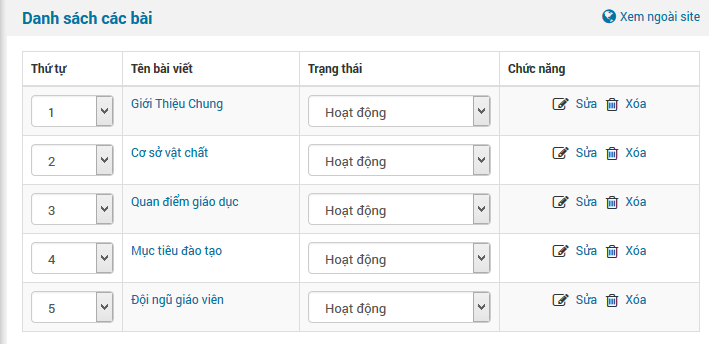 Danh sách các bài Xem ngoài site
Thứ tự Tên bài viết Trạng thái Chức năng
1 Giới Thiệu Chung Hoạt động Sửa Xóa
2 Cơ sở vật chất Hoạt động Sửa Xóa
3 Quan điểm giáo dục Hoạt động Sửa Xóa
4 Mục tiêu đào tạo Hoạt động Sửa Xóa
5 Đội ngũ giáo viên Hoạt động Sửa Xóa